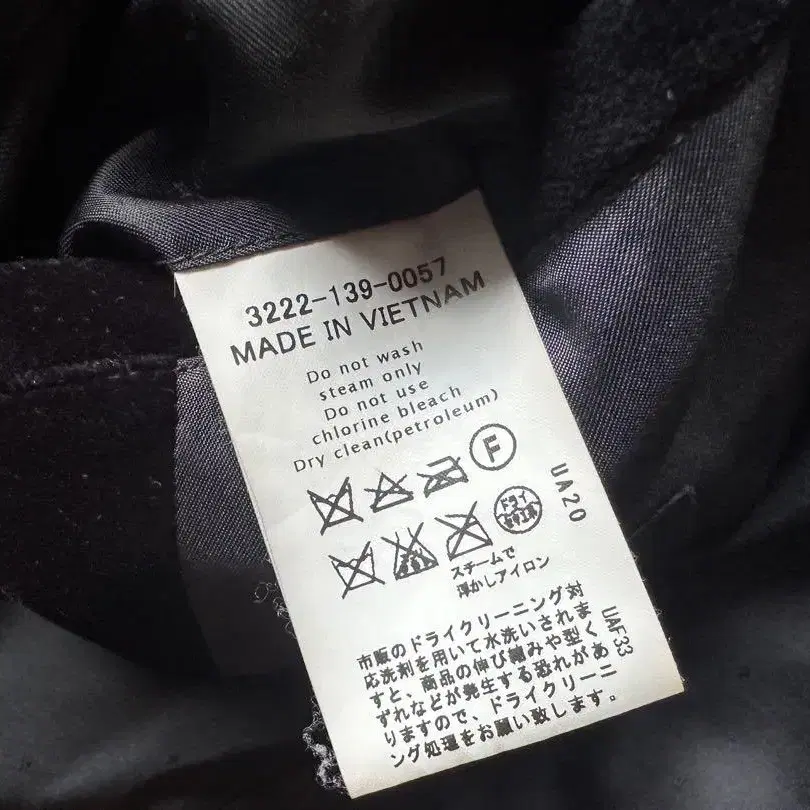 3222-139-0057
MADE IN VIETNAM
Do not wash
steam only
Do not use
chlorine bleach
Dry clean(petroleum)
F
ドライ
セキユ系
UA20
スチームで
浮かしアイロン
市販のドライクリーニング対
応洗剤を用いて水洗いされま
すと、商品の伸び縮みや型く
ずれなどが発生する恐れがあ
りますので、ドライクリーニ
ング処理をお願い致します。
UAF33